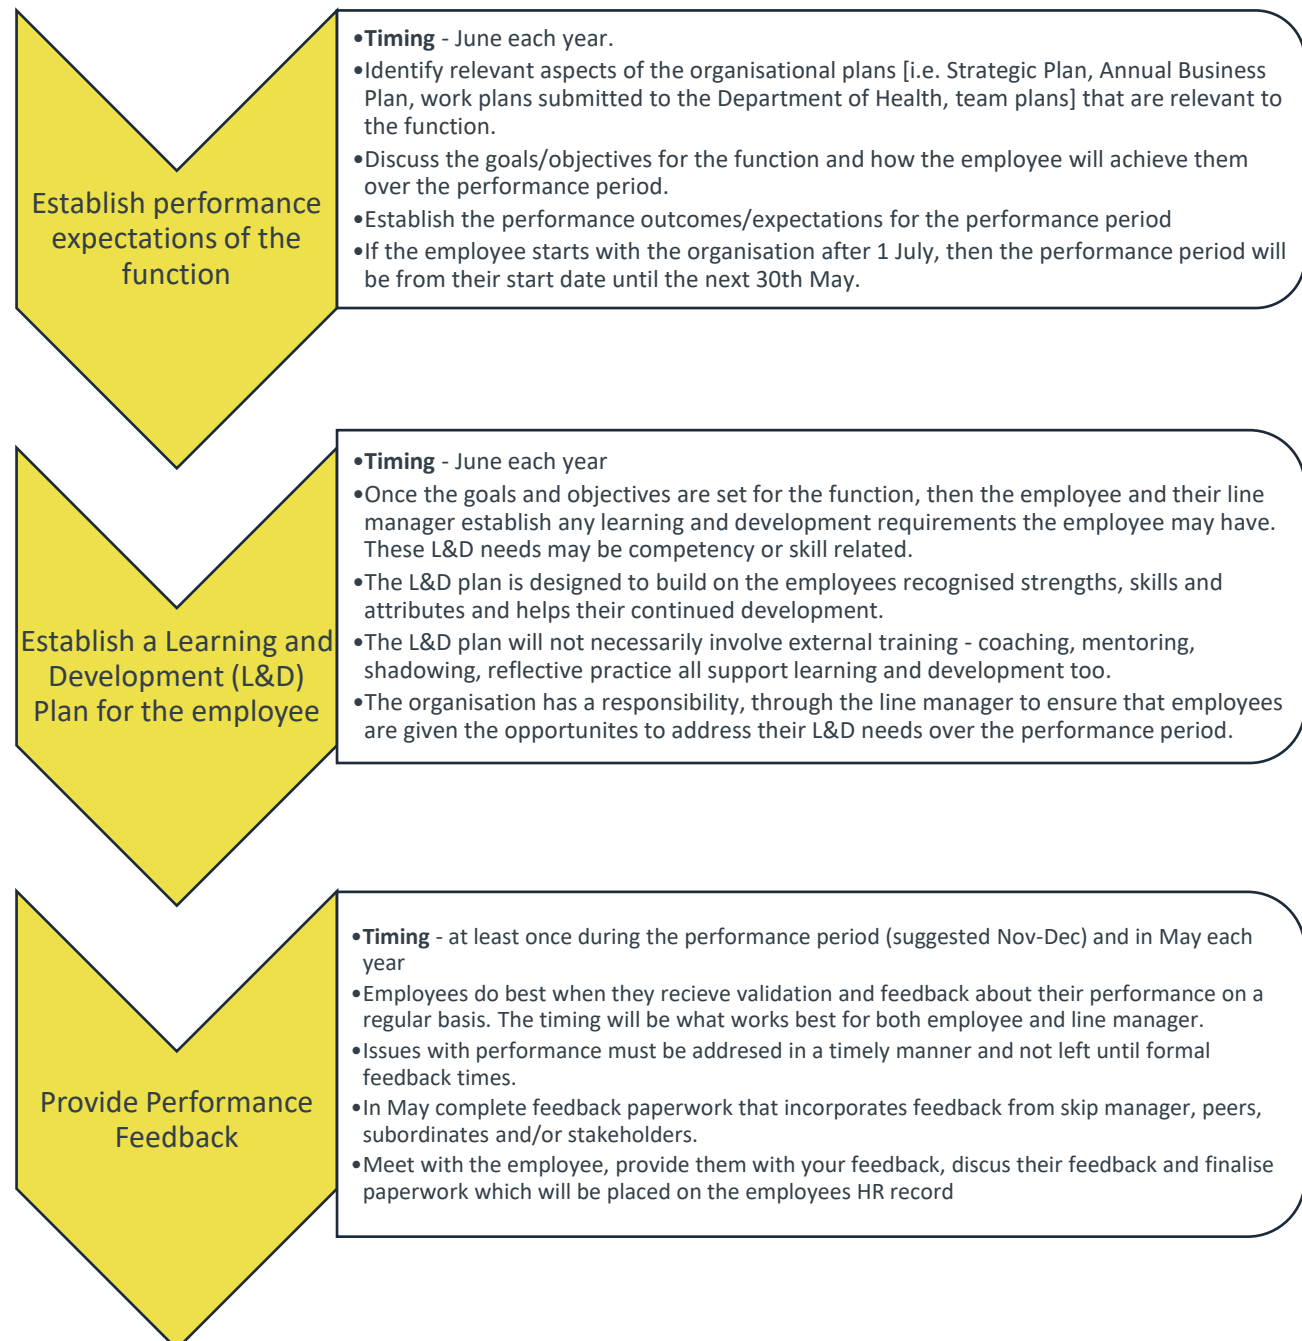 Establish performance
expectations of the
function
•Timing - June each year.
•Identify relevant aspects of the organisational plans [i.e. Strategic Plan, Annual Business
Plan, work plans submitted to the Department of Health, team plans] that are relevant to
the function.
•Discuss the goals/objectives for the function and how the employee will achieve them
over the performance period.
•Establish the performance outcomes/expectations for the performance period
•If the employee starts with the organisation after 1 July, then the performance period will
be from their start date until the next 30th May.
Establish a Learning and
Development (L&D)
Plan for the employee
•Timing - June each year
•Once the goals and objectives are set for the function, then the employee and their line
manager establish any learning and development requirements the employee may have.
These L&D needs may be competency or skill related.
•The L&D plan is designed to build on the employees recognised strengths, skills and
attributes and helps their continued development.
•The L&D plan will not necessarily involve external training - coaching, mentoring,
shadowing, reflective practice all support learning and development too.
•The organisation has a responsibility, through the line manager to ensure that employees
are given the opportunites to address their L&D needs over the performance period.
Provide Performance
Feedback
•Timing - at least once during the performance period (suggested Nov-Dec) and in May each
year
•Employees do best when they recieve validation and feedback about their performance on a
regular basis. The timing will be what works best for both employee and line manager.
•Issues with performance must be addresed in a timely manner and not left until formal
feedback times.
•In May complete feedback paperwork that incorporates feedback from skip manager, peers,
subordinates and/or stakeholders.
•Meet with the employee, provide them with your feedback, discus their feedback and finalise
paperwork which will be placed on the employees HR record